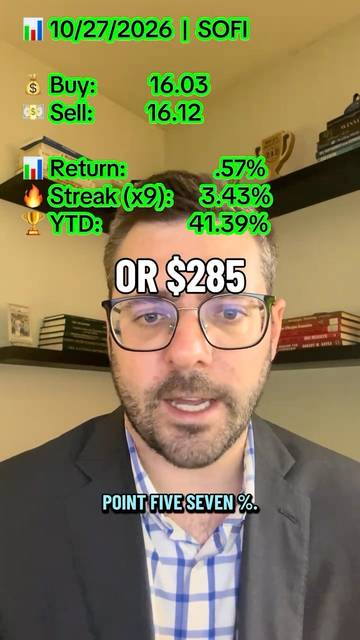 📊 10/27/2026 | SOFI
💰 Buy: 16.03
💸 Sell: 16.12
📊 Return: .57%
🔥 Streak (x9): 3.43%
🏆 YTD: 41.39%
OR $285
POINT FIVE SEVEN %.